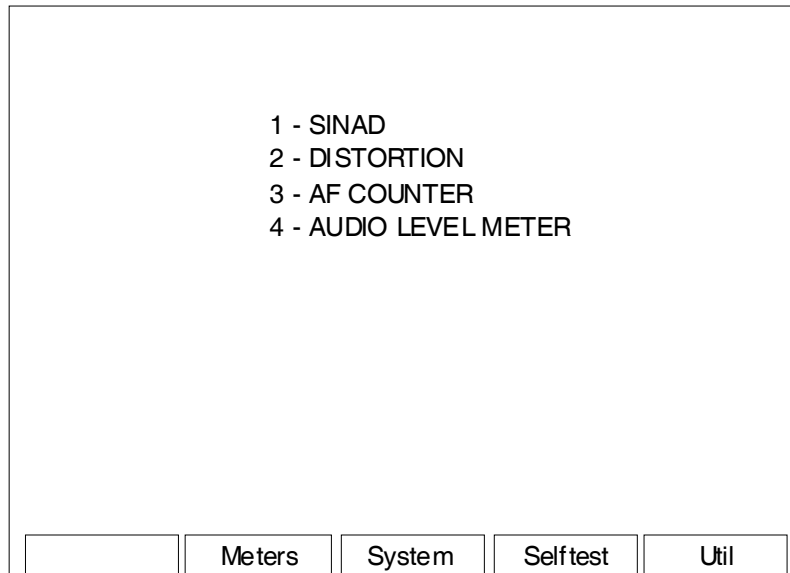 1 - SINAD
2 - DISTORTION
3 - AF COUNTER
4 - AUDIO LEVEL METER
Meters System Selftest Util